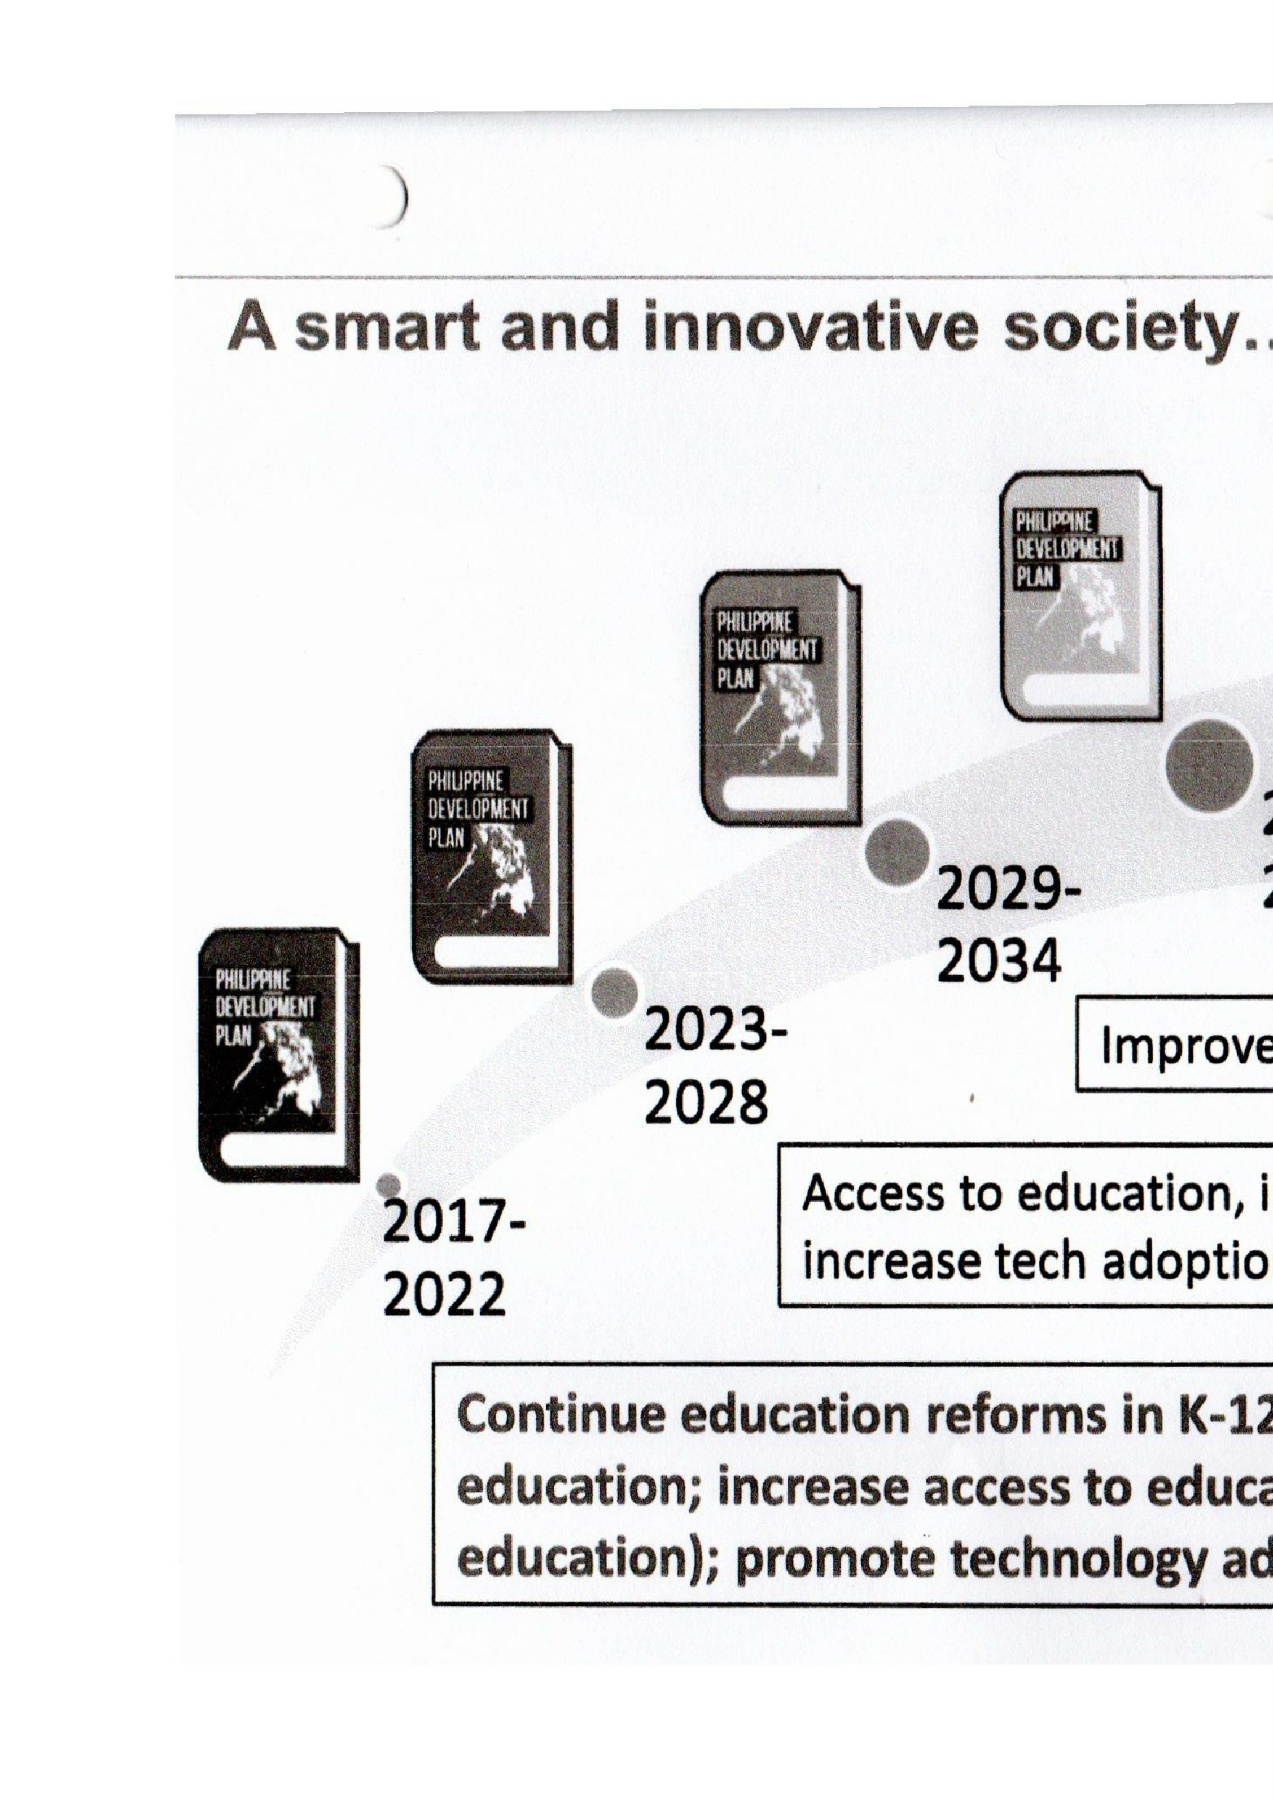 A smart and innovative society..
PHILIPPINE
DEVELOPMENT
PLAN
PHILIPPINE
DEVELOPMENT
PLAN
2029-
2034
PHILIPPINE
DEVELOPMENT
PLAN
2023-
2028
PHILIPPINE
DEVELOPMENT
PLAN
2017-
2022
Improve
Access to education, i
increase tech adoptio
Continue education reforms in K-12
education; increase access to educa
education); promote technology ad